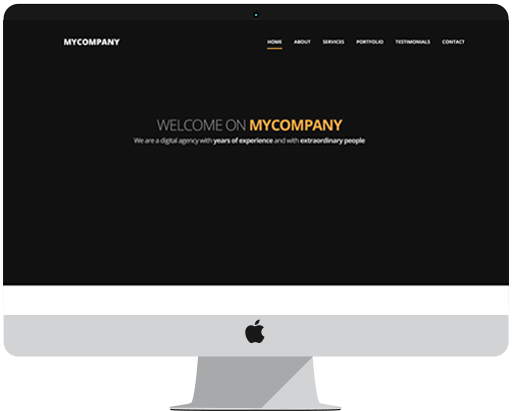 MYCOMPANY
HOME ABOUT SERVICES PORTFOLIO TESTIMONIALS CONTACT
WELCOME ON MYCOMPANY
We are a digital agency with years of experience and with extraordinary people